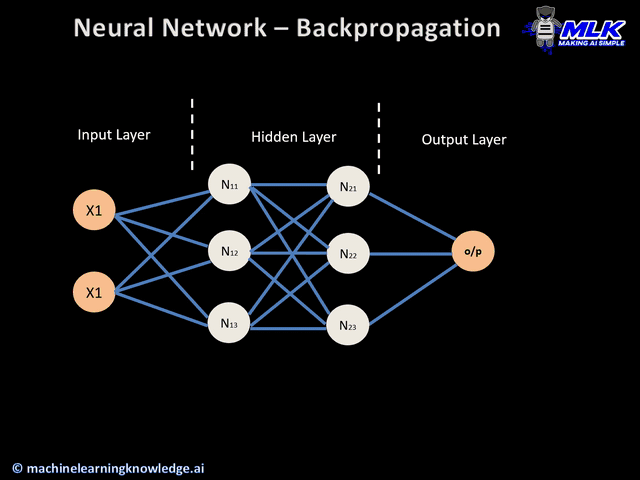 Neural Network – Backpropagation
MLK
MAKING AI SIMPLE
Input Layer
Hidden Layer
Output Layer
X1
X1
N11
N12
N13
N21
N22
N23
o/p
© machinelearningknowledge.ai